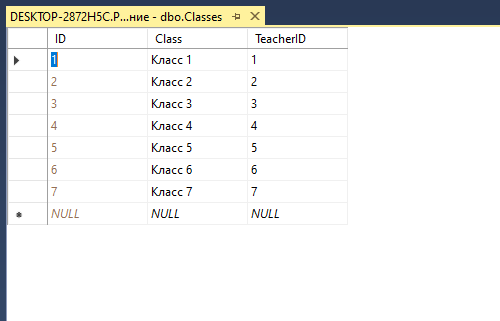 DESKTOP-2872H5C.P...ние - dbo.Classes
ID Class TeacherID
1 Класс 1 1
2 Класс 2 2
3 Класс 3 3
4 Класс 4 4
5 Класс 5 5
6 Класс 6 6
7 Класс 7 7
NULL NULL NULL